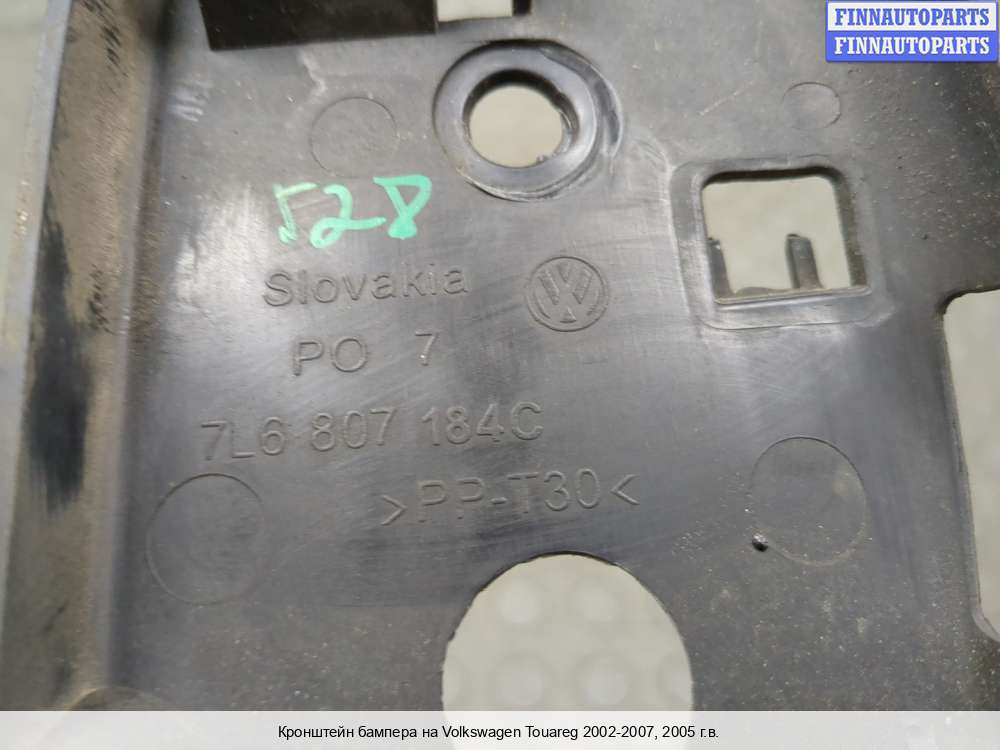 FINNAUTOPARTS
FINNAUTOPARTS
528
Slovakia
PO 7
7L6 807 184C
>PP-T30<
Кронштейн бампера на Volkswagen Touareg 2002-2007, 2005 г.в.